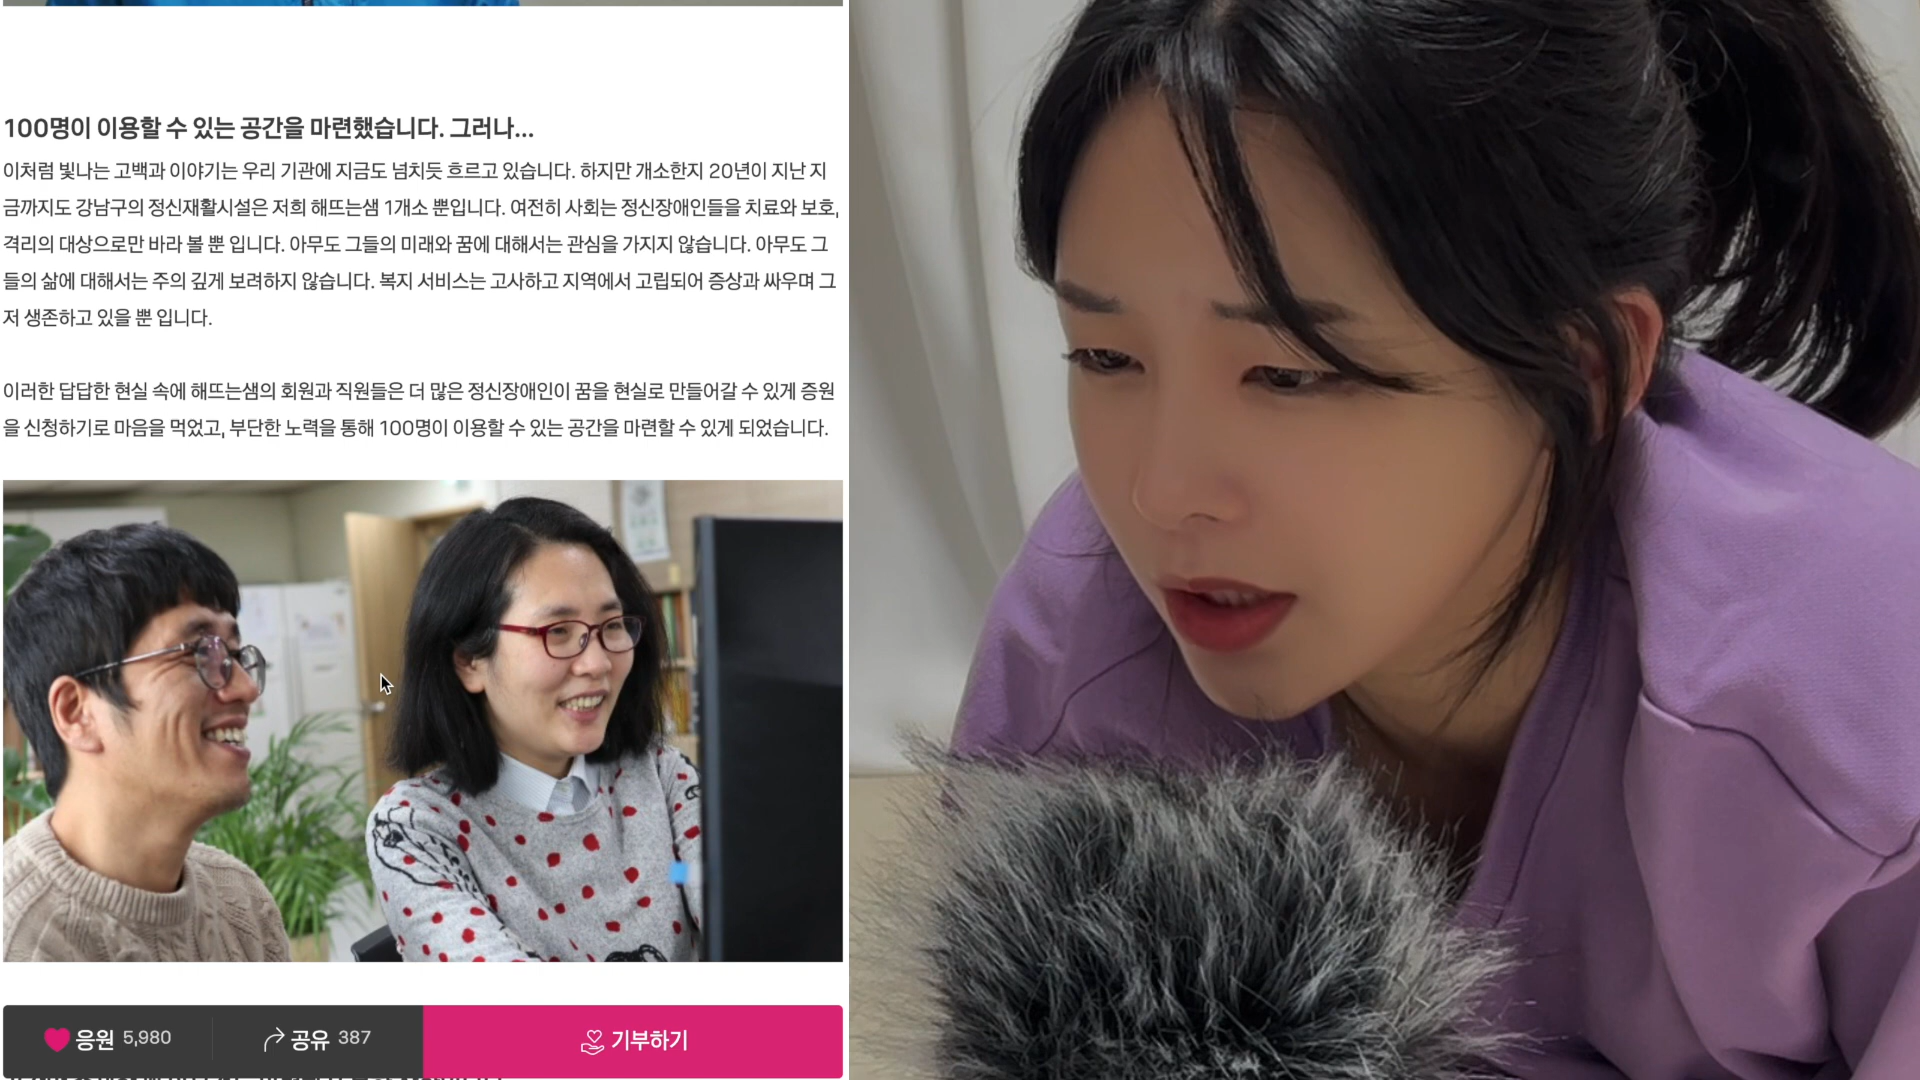 100명이 이용할 수 있는 공간을 마련했습니다. 그러나...
이처럼 빛나는 고백과 이야기는 우리 기관에 지금도 넘치듯 흐르고 있습니다. 하지만 개소한지 20년이 지난 지
금까지도 강남구의 정신재활시설은 저희 해뜨는샘 1개소 뿐입니다. 여전히 사회는 정신장애인들을 치료와 보호,
격리의 대상으로만 바라 볼 뿐 입니다. 아무도 그들의 미래와 꿈에 대해서는 관심을 가지지 않습니다. 아무도 그
들의 삶에 대해서는 주의 깊게 보려하지 않습니다. 복지 서비스는 고사하고 지역에서 고립되어 증상과 싸우며 그
저 생존하고 있을 뿐 입니다.
이러한 답답한 현실 속에 해뜨는샘의 회원과 직원들은 더 많은 정신장애인이 꿈을 현실로 만들어갈 수 있게 증원
을 신청하기로 마음을 먹었고, 부단한 노력을 통해 100명이 이용할 수 있는 공간을 마련할 수 있게 되었습니다.
응원 5,980 공유 387 기부하기